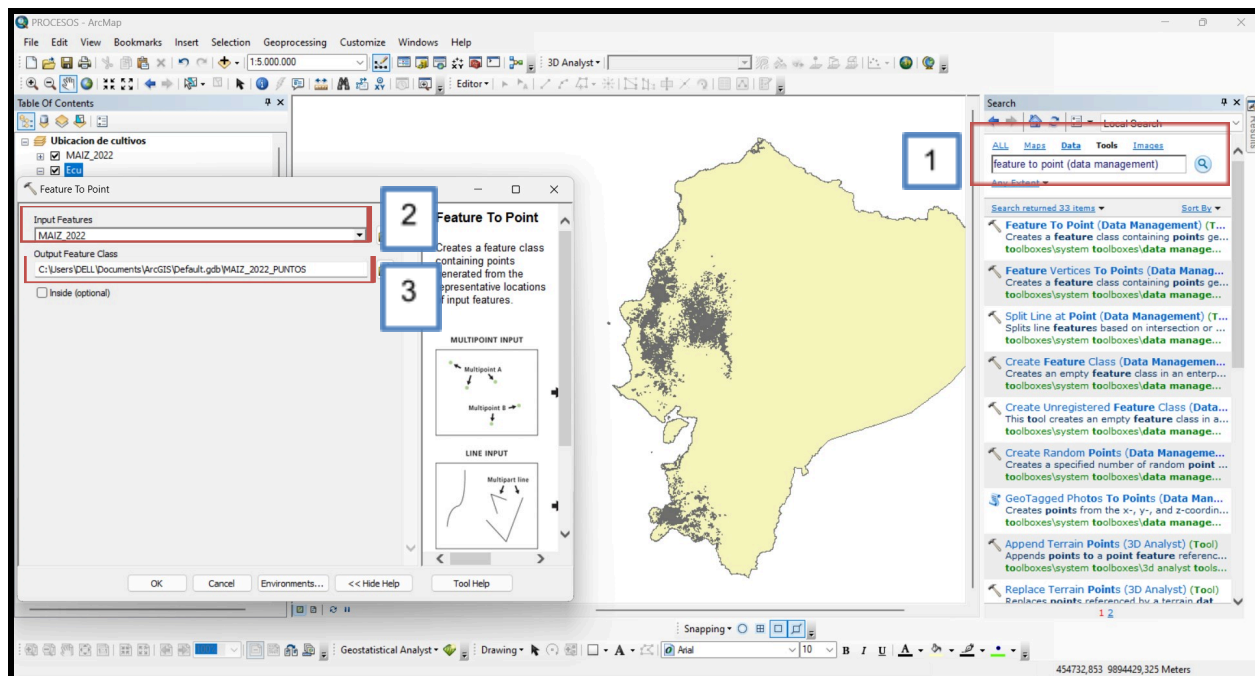 PROCESOS - ArcMap
File Edit View Bookmarks Insert Selection Geoprocessing Customize Windows Help
1:5.000.000
3D Analyst
Editor
Table Of Contents
Ubicacion de cultivos
MAIZ_2022
Ecu
Feature To Point
Input Features
MAIZ_2022
Output Feature Class
C:\Users\DELL\Documents\ArcGIS\Default.gdb\MAIZ_2022_PUNTOS
Inside (optional)
2
3
Feature To Point
Creates a feature class
containing points
generated from the
representative locations
of input features.
MULTIPOINT INPUT
Multipoint A
Multipoint B
LINE INPUT
Multipart line
OK Cancel Environments... << Hide Help Tool Help
1
Search
Local Search
ALL Maps Data Tools Images
feature to point (data management)
Any Extent
Search returned 33 items Sort By
Feature To Point (Data Management) (T...
Creates a feature class containing points ge...
toolboxes\system toolboxes\data manage...
Feature Vertices To Points (Data Manag...
Creates a feature class containing points ge...
toolboxes\system toolboxes\data manage...
Split Line at Point (Data Management) (T...
Splits line features based on intersection or ...
toolboxes\system toolboxes\data manage...
Create Feature Class (Data Managemen...
Creates an empty feature class in an enterp...
toolboxes\system toolboxes\data manage...
Create Unregistered Feature Class (Data...
This tool creates an empty feature class in a...
toolboxes\system toolboxes\data manage...
Create Random Points (Data Manageme...
Creates a specified number of random point ...
toolboxes\system toolboxes\data manage...
GeoTagged Photos To Points (Data Man...
Creates points from the x-, y-, and z-coordin...
toolboxes\system toolboxes\data manage...
Append Terrain Points (3D Analyst) (Tool)
Appends points to a point feature referenc...
toolboxes\system toolboxes\3d analyst tools...
Replace Terrain Points (3D Analyst) (Tool)
Replaces points referenced by a terrain dat...
1 2
Results
Snapping
Geostatistical Analyst
Drawing
A
Arial
10
B I U A
454732,853 9894429,325 Meters